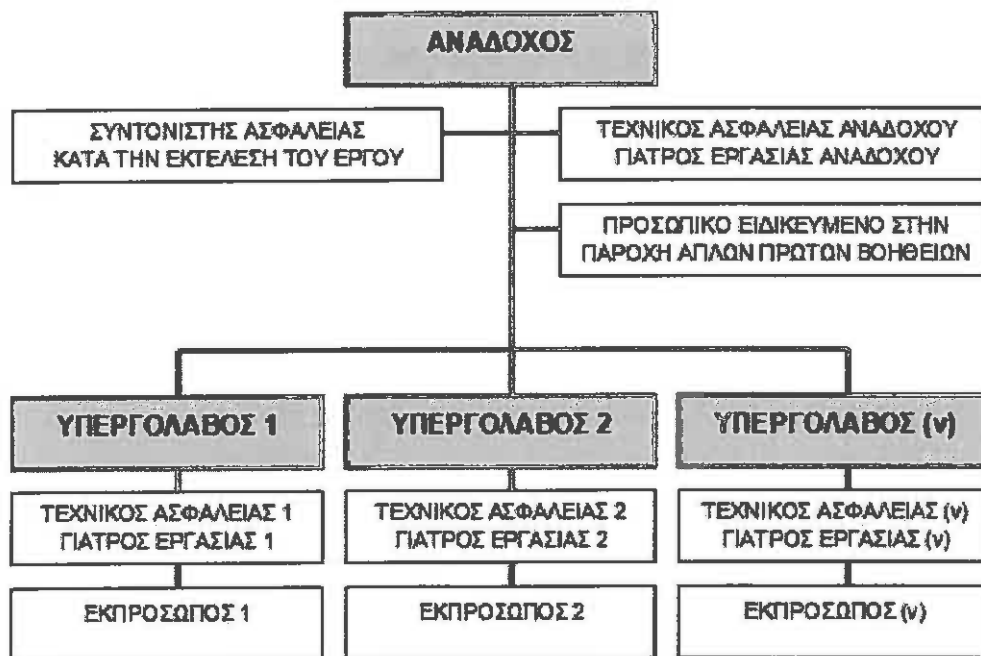 ΑΝΑΔΟΧΟΣ
ΣΥΝΤΟΝΙΣΤΗΣ ΑΣΦΑΛΕΙΑΣ
ΚΑΤΑ ΤΗΝ ΕΚΤΕΛΕΣΗ ΤΟΥ ΕΡΓΟΥ
ΤΕΧΝΙΚΟΣ ΑΣΦΑΛΕΙΑΣ ΑΝΑΔΟΧΟΥ
ΓΙΑΤΡΟΣ ΕΡΓΑΣΙΑΣ ΑΝΑΔΟΧΟΥ
ΠΡΟΣΩΠΙΚΟ ΕΙΔΙΚΕΥΜΕΝΟ ΣΤΗΝ
ΠΑΡΟΧΗ ΑΠΛΩΝ ΠΡΩΤΩΝ ΒΟΗΘΕΙΩΝ
ΥΠΕΡΓΟΛΑΒΟΣ 1
ΥΠΕΡΓΟΛΑΒΟΣ 2
ΥΠΕΡΓΟΛΑΒΟΣ (ν)
ΤΕΧΝΙΚΟΣ ΑΣΦΑΛΕΙΑΣ 1
ΓΙΑΤΡΟΣ ΕΡΓΑΣΙΑΣ 1
ΤΕΧΝΙΚΟΣ ΑΣΦΑΛΕΙΑΣ 2
ΓΙΑΤΡΟΣ ΕΡΓΑΣΙΑΣ 2
ΤΕΧΝΙΚΟΣ ΑΣΦΑΛΕΙΑΣ (ν)
ΓΙΑΤΡΟΣ ΕΡΓΑΣΙΑΣ (ν)
ΕΚΠΡΟΣΩΠΟΣ 1
ΕΚΠΡΟΣΩΠΟΣ 2
ΕΚΠΡΟΣΩΠΟΣ (ν)